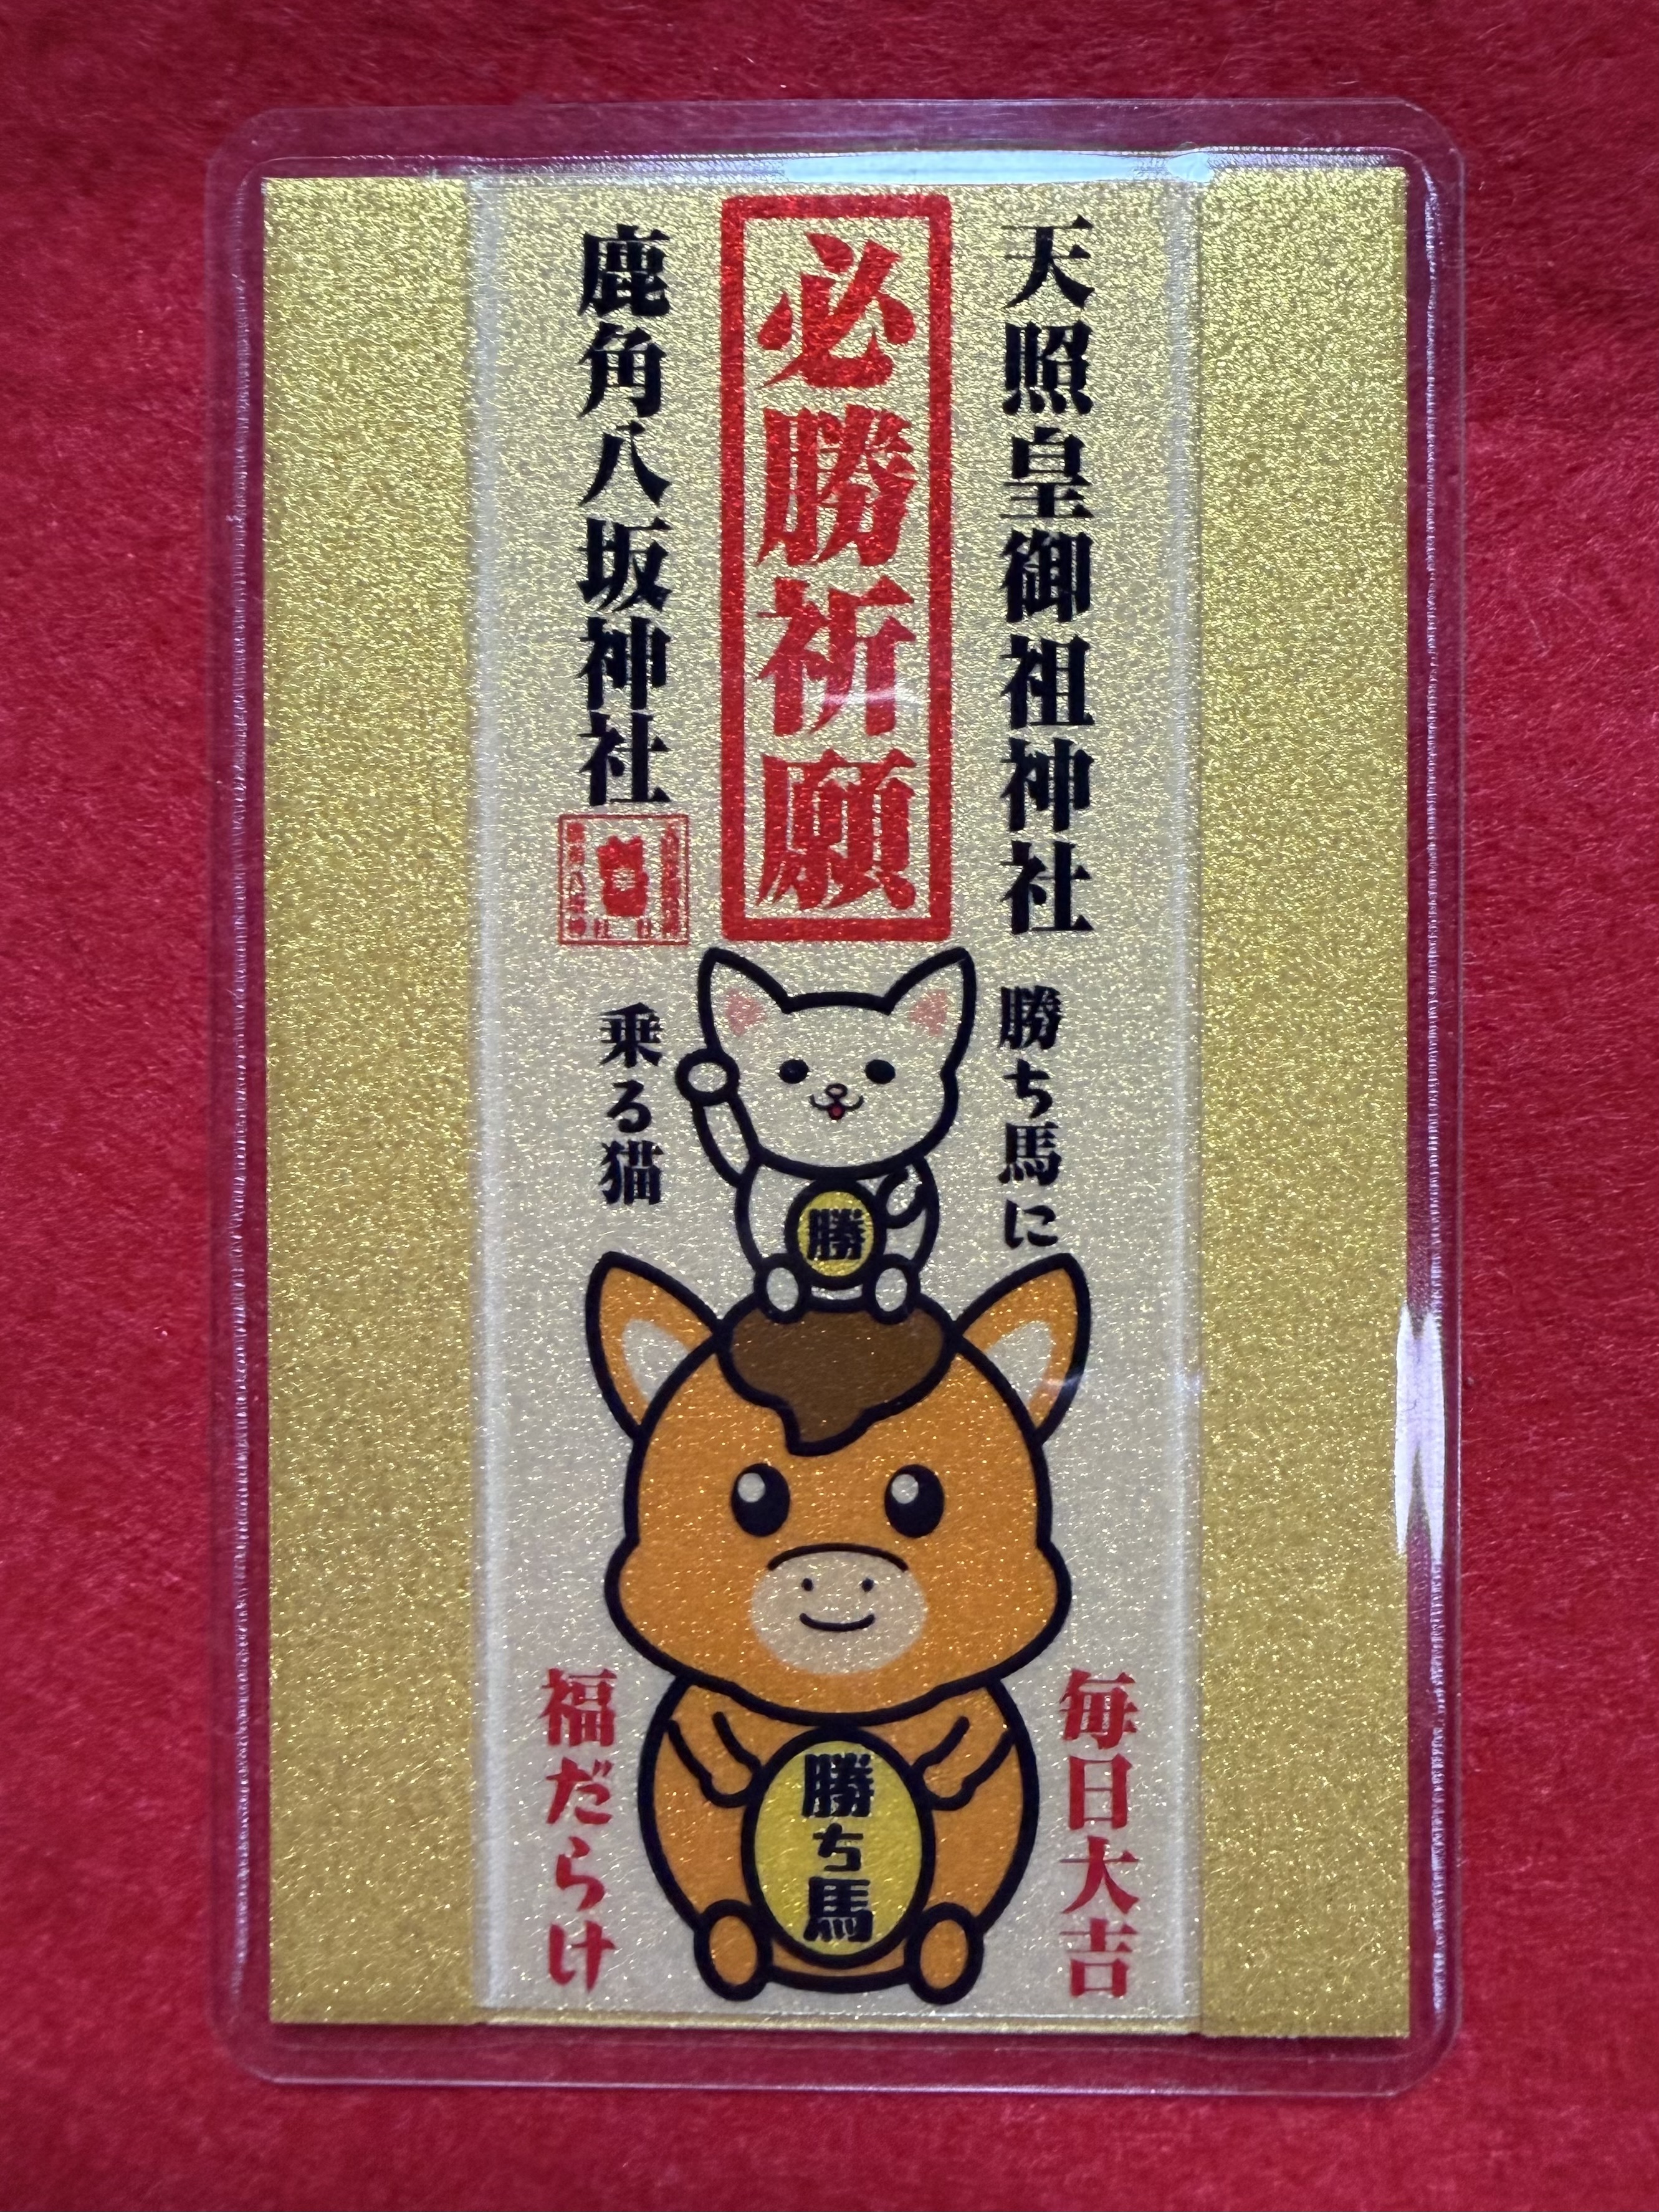 天照皇御祖神社
必勝祈願
鹿角八坂神社
勝ち馬に
乗る猫
勝
毎日大吉
勝ち馬
福だらけ